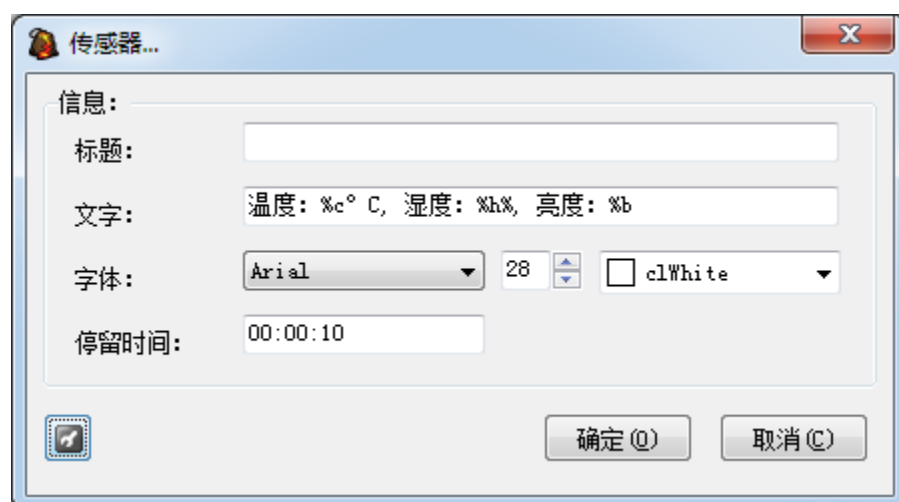 传感器...
信息:
标题:
文字: 温度: %c° C, 湿度: %h%, 亮度: %b
字体: Arial 28 clWhite
停留时间: 00:00:10
确定(O) 取消(C)